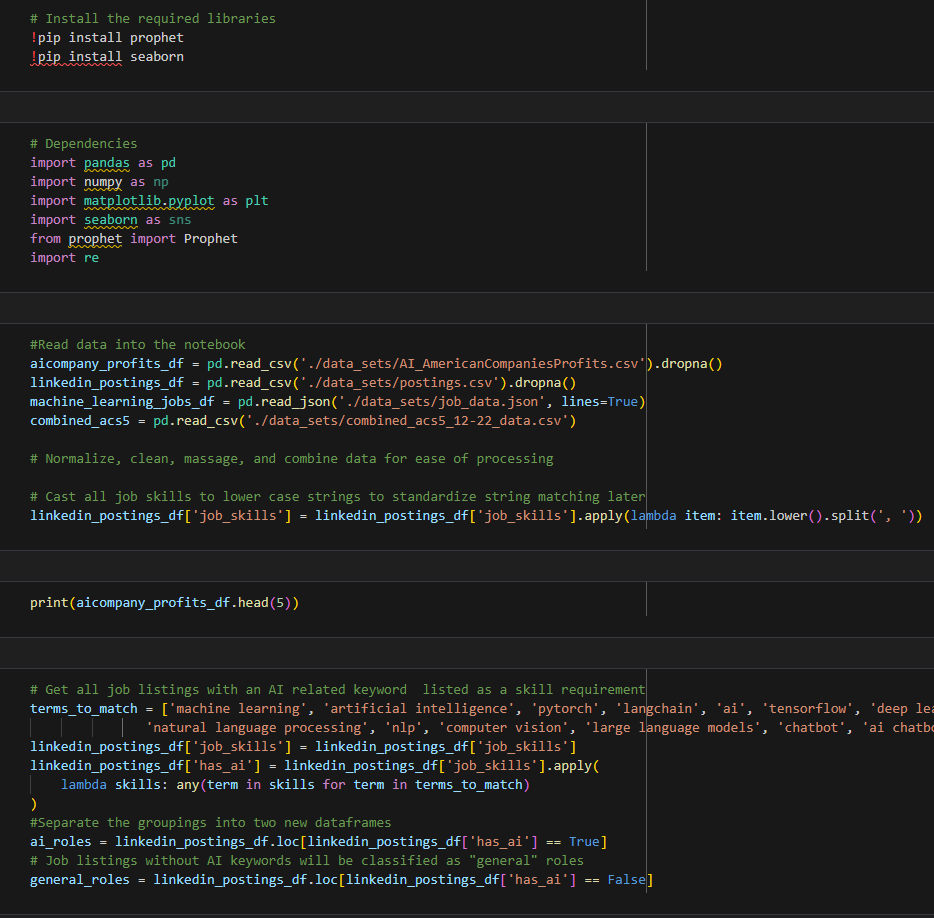 # Install the required libraries
!pip install prophet
!pip install seaborn
# Dependencies
import pandas as pd
import numpy as np
import matplotlib.pyplot as plt
import seaborn as sns
from prophet import Prophet
import re
#Read data into the notebook
aicompany_profits_df = pd.read_csv('./data_sets/AI_AmericanCompaniesProfits.csv').dropna()
linkedin_postings_df = pd.read_csv('./data_sets/postings.csv').dropna()
machine_learning_jobs_df = pd.read_json('./data_sets/job_data.json', lines=True)
combined_acs5 = pd.read_csv('./data_sets/combined_acs5_12-22_data.csv')
# Normalize, clean, massage, and combine data for ease of processing
# Cast all job skills to lower case strings to standardize string matching later
linkedin_postings_df['job_skills'] = linkedin_postings_df['job_skills'].apply(lambda item: item.lower().split(', '))
print(aicompany_profits_df.head(5))
# Get all job listings with an AI related keyword  listed as a skill requirement
terms_to_match = ['machine learning', 'artificial intelligence', 'pytorch', 'langchain', 'ai', 'tensorflow', 'deep lea
'natural language processing', 'nlp', 'computer vision', 'large language models', 'chatbot', 'ai chatbo
linkedin_postings_df['job_skills'] = linkedin_postings_df['job_skills']
linkedin_postings_df['has_ai'] = linkedin_postings_df['job_skills'].apply(
lambda skills: any(term in skills for term in terms_to_match)
)
#Separate the groupings into two new dataframes
ai_roles = linkedin_postings_df.loc[linkedin_postings_df['has_ai'] == True]
# Job listings without AI keywords will be classified as "general" roles
general_roles = linkedin_postings_df.loc[linkedin_postings_df['has_ai'] == False]